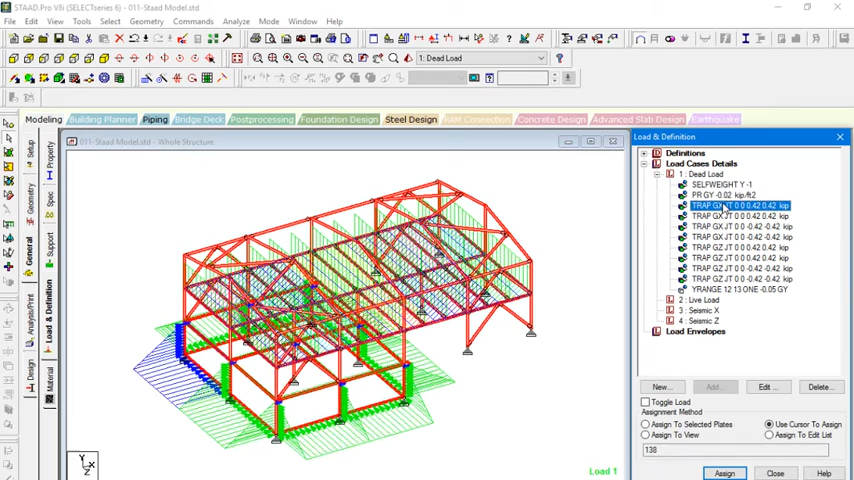 STAAD.Pro V8i (SELECTseries 6) - 011-Staad Model.std
File Edit View Tools Select Geometry Commands Analyze Mode Window Help
1: Dead Load
Modeling Building Planner Piping Bridge Deck Postprocessing Foundation Design Steel Design RAM Connection Concrete Design Advanced Slab Design Earthquake
011-Staad Model.std - Whole Structure
Load & Definition
Setup
Geometry
General
Analysis/Print
Design
Property
Spec
Support
Load & Definition
Material
Definitions
Load Cases Details
1 : Dead Load
SELFWEIGHT Y -1
PR GY -0.02 kip/ft2
TRAP GX JT 0 0 0.42 0.42 kip
TRAP GX JT 0 0 0.42 0.42 kip
TRAP GX JT 0 0 -0.42 -0.42 kip
TRAP GX JT 0 0 -0.42 -0.42 kip
TRAP GZ JT 0 0 0.42 0.42 kip
TRAP GZ JT 0 0 0.42 0.42 kip
TRAP GZ JT 0 0 -0.42 -0.42 kip
TRAP GZ JT 0 0 -0.42 -0.42 kip
YRANGE 12 13 ONE -0.05 GY
2 : Live Load
3 : Seismic X
4 : Seismic Z
Load Envelopes
New... Add... Edit ... Delete...
Toggle Load
Assignment Method
Assign To Selected Plates Use Cursor To Assign
Assign To View Assign To Edit List
138
Assign Close Help
Y
X
Z
Load 1